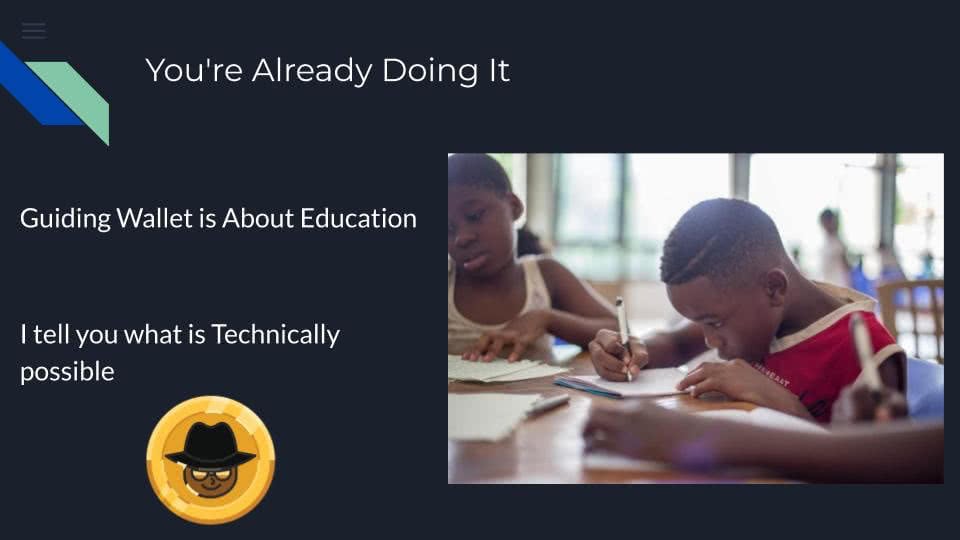 You're Already Doing It
Guiding Wallet is About Education
I tell you what is Technically
possible